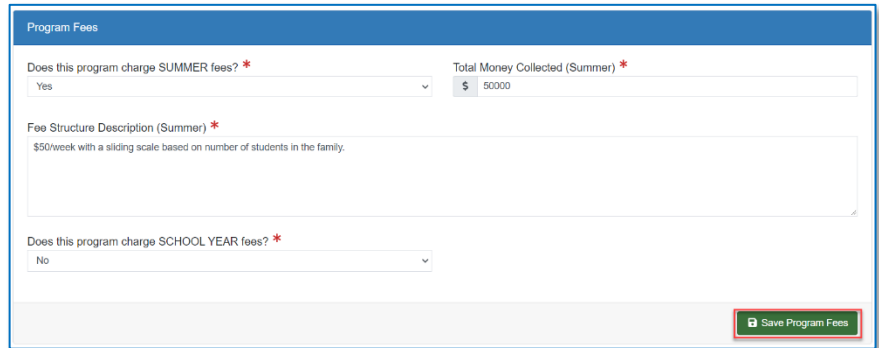 Program Fees
Does this program charge SUMMER fees? *
Total Money Collected (Summer) *
Yes
$ 50000
Fee Structure Description (Summer) *
$50/week with a sliding scale based on number of students in the family.
Does this program charge SCHOOL YEAR fees? *
No
Save Program Fees